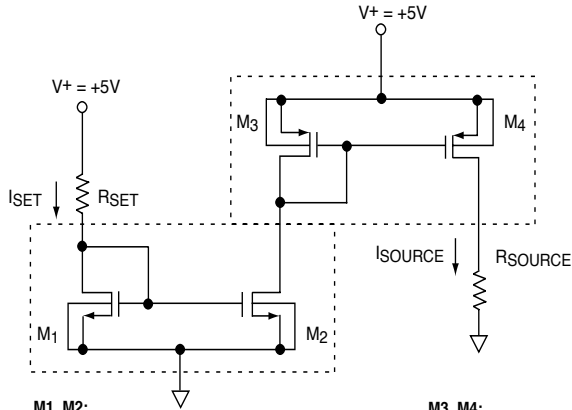 V+ = +5V
V+ = +5V
M3
M4
ISET
RSET
ISOURCE
RSOURCE
M1
M2
M1, M2:
M3, M4: